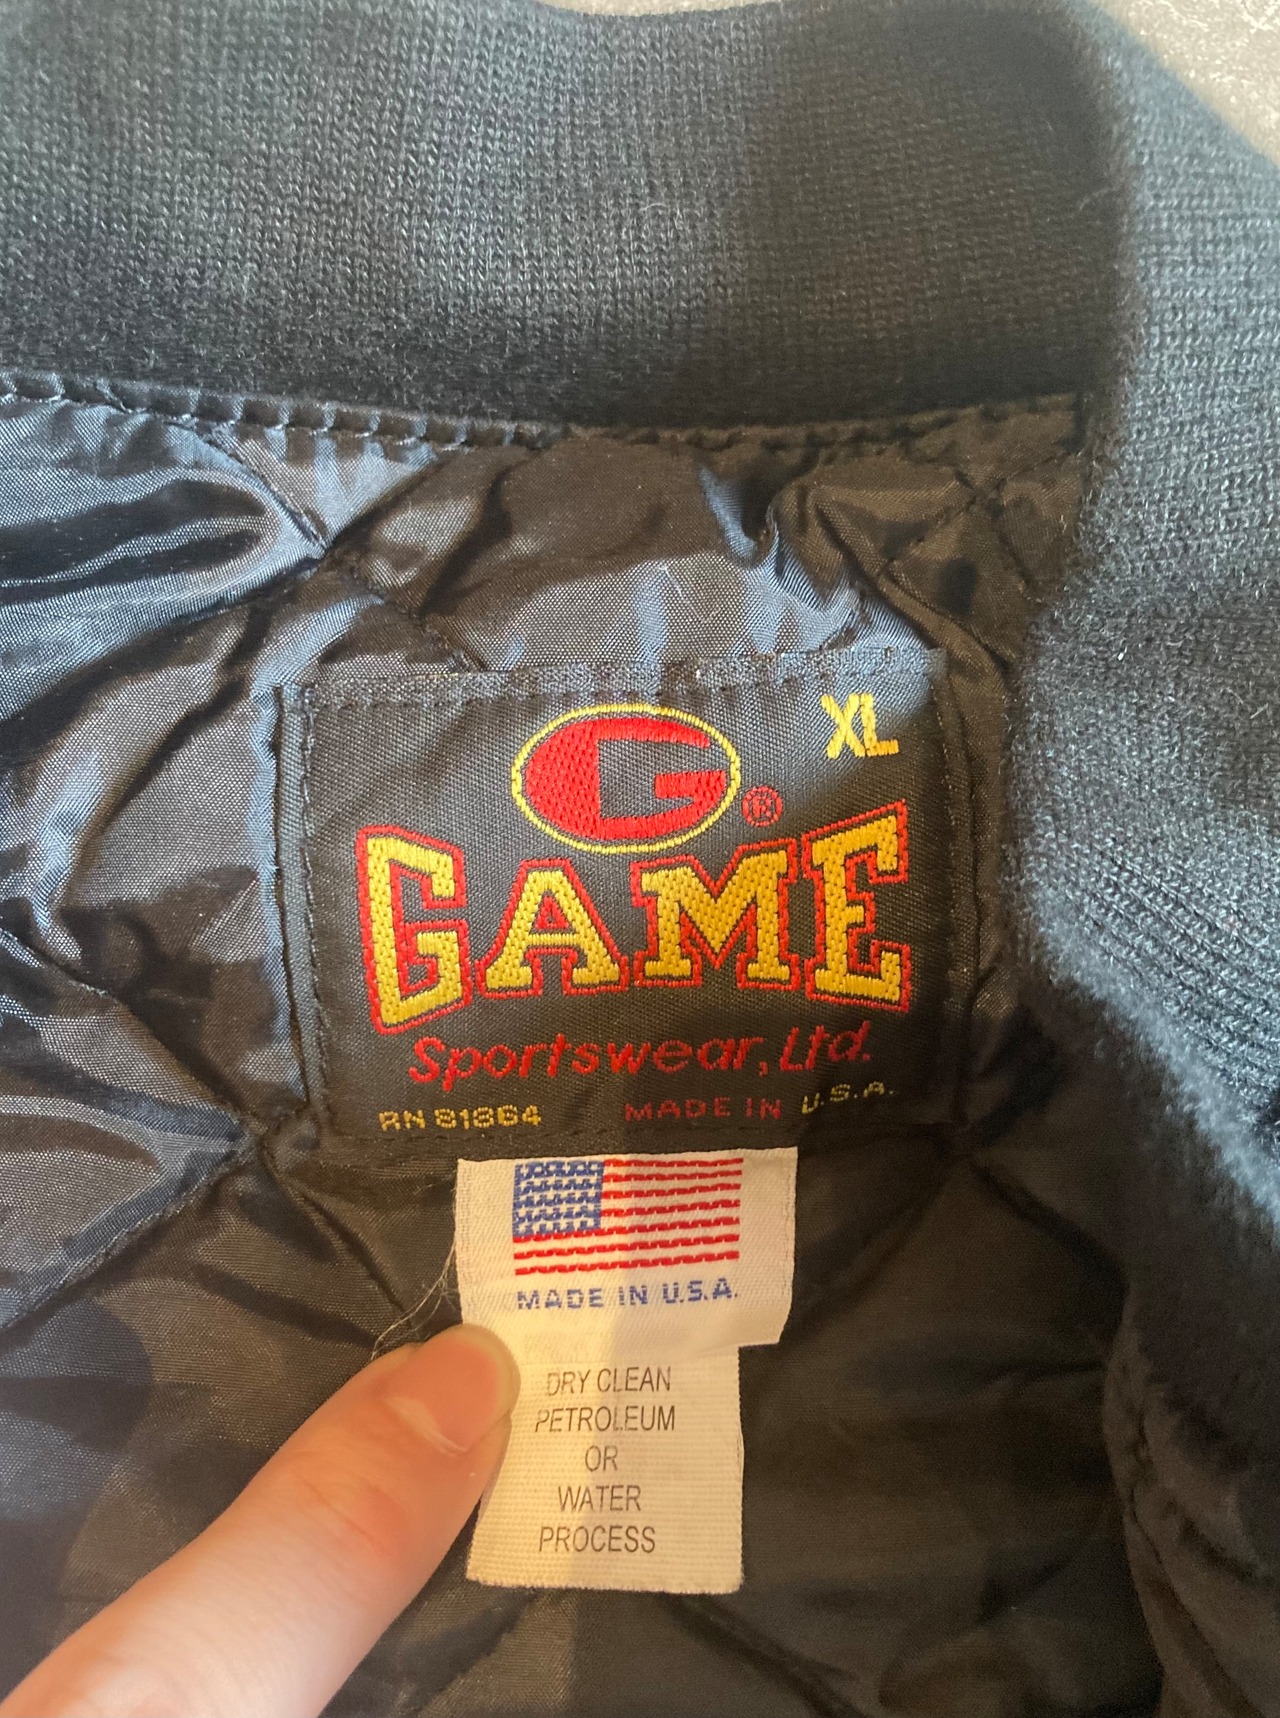 XL
G ®
GAME
Sportswear, Ltd.
RN 81864 MADE IN U.S.A.
MADE IN U.S.A.
DRY CLEAN
PETROLEUM
OR
WATER
PROCESS